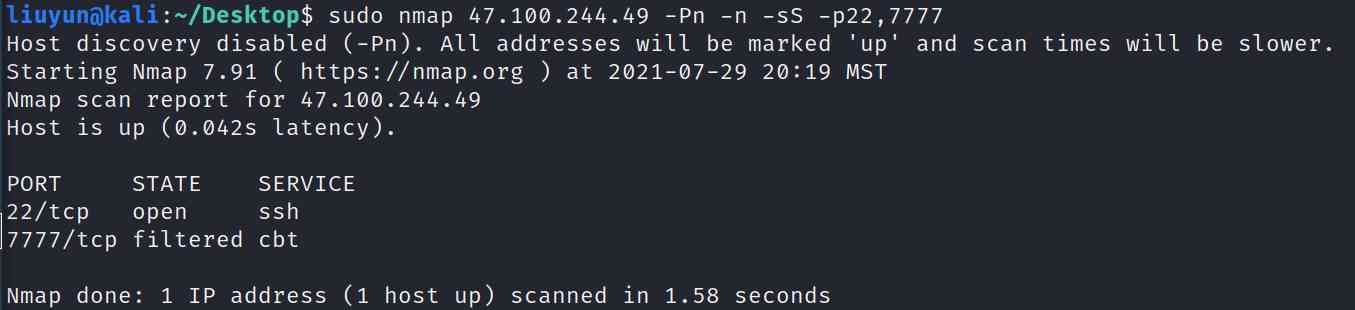 liuyun@kali:~/Desktop$ sudo nmap 47.100.244.49 -Pn -n -sS -p22,7777
Host discovery disabled (-Pn). All addresses will be marked 'up' and scan times will be slower.
Starting Nmap 7.91 ( https://nmap.org ) at 2021-07-29 20:19 MST
Nmap scan report for 47.100.244.49
Host is up (0.042s latency).
PORT     STATE    SERVICE
22/tcp   open     ssh
7777/tcp filtered cbt
Nmap done: 1 IP address (1 host up) scanned in 1.58 seconds